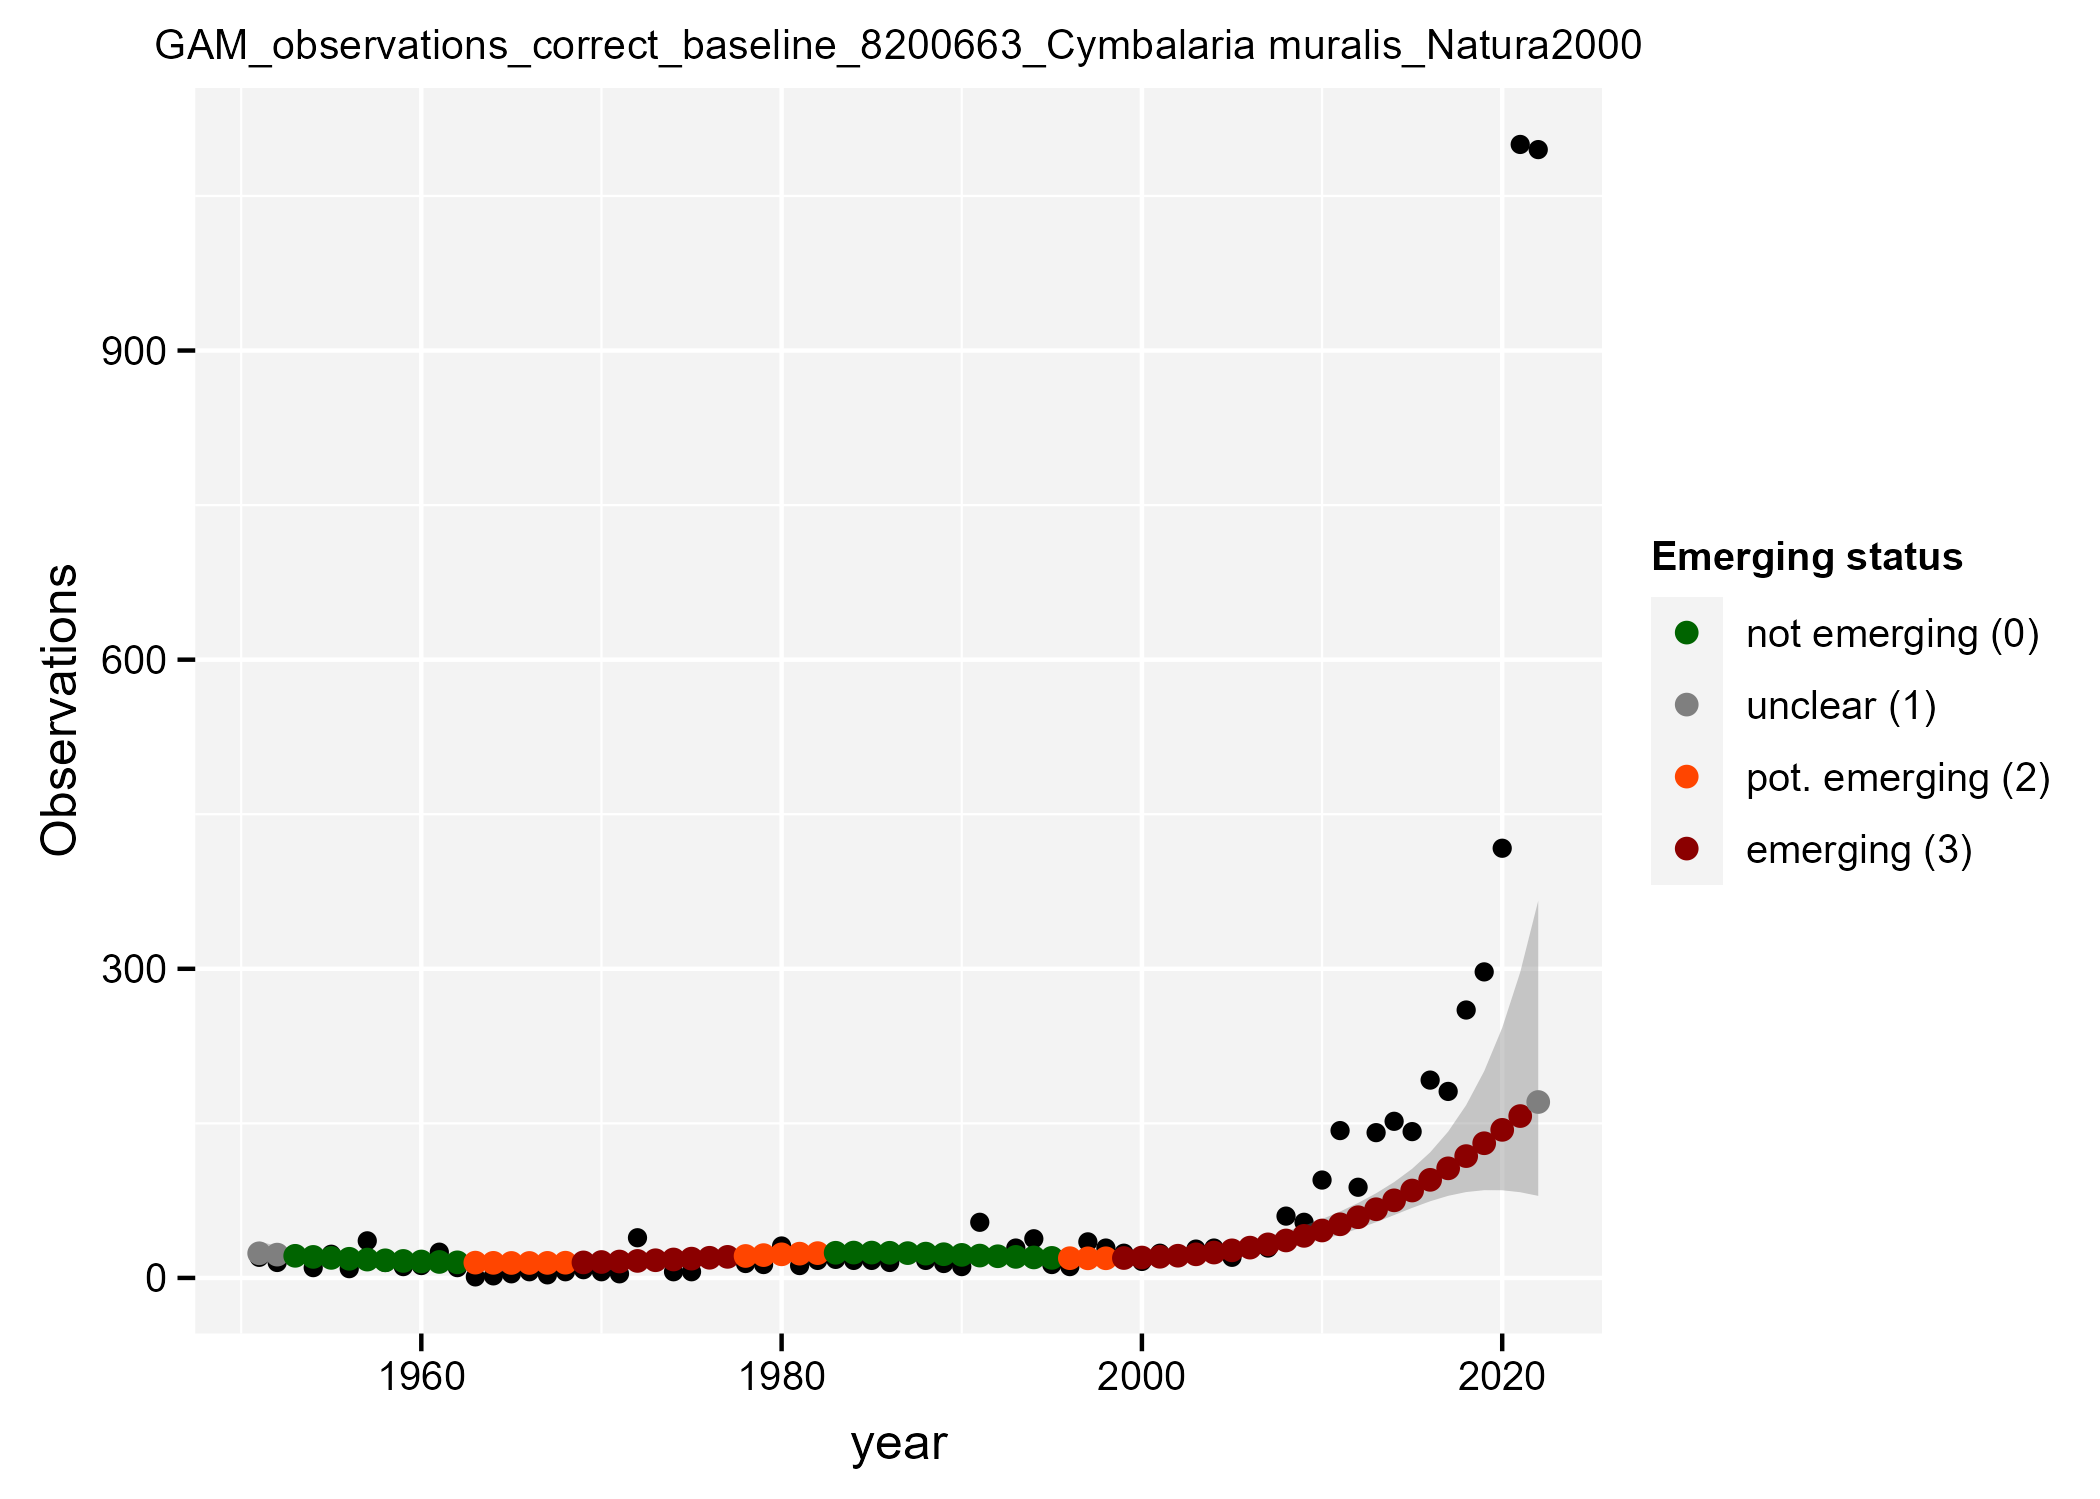 GAM_observations_correct_baseline_8200663_Cymbalaria muralis_Natura2000
Observations
900
600
300
0
1960
1980
2000
2020
year
Emerging status
not emerging (0)
unclear (1)
pot. emerging (2)
emerging (3)